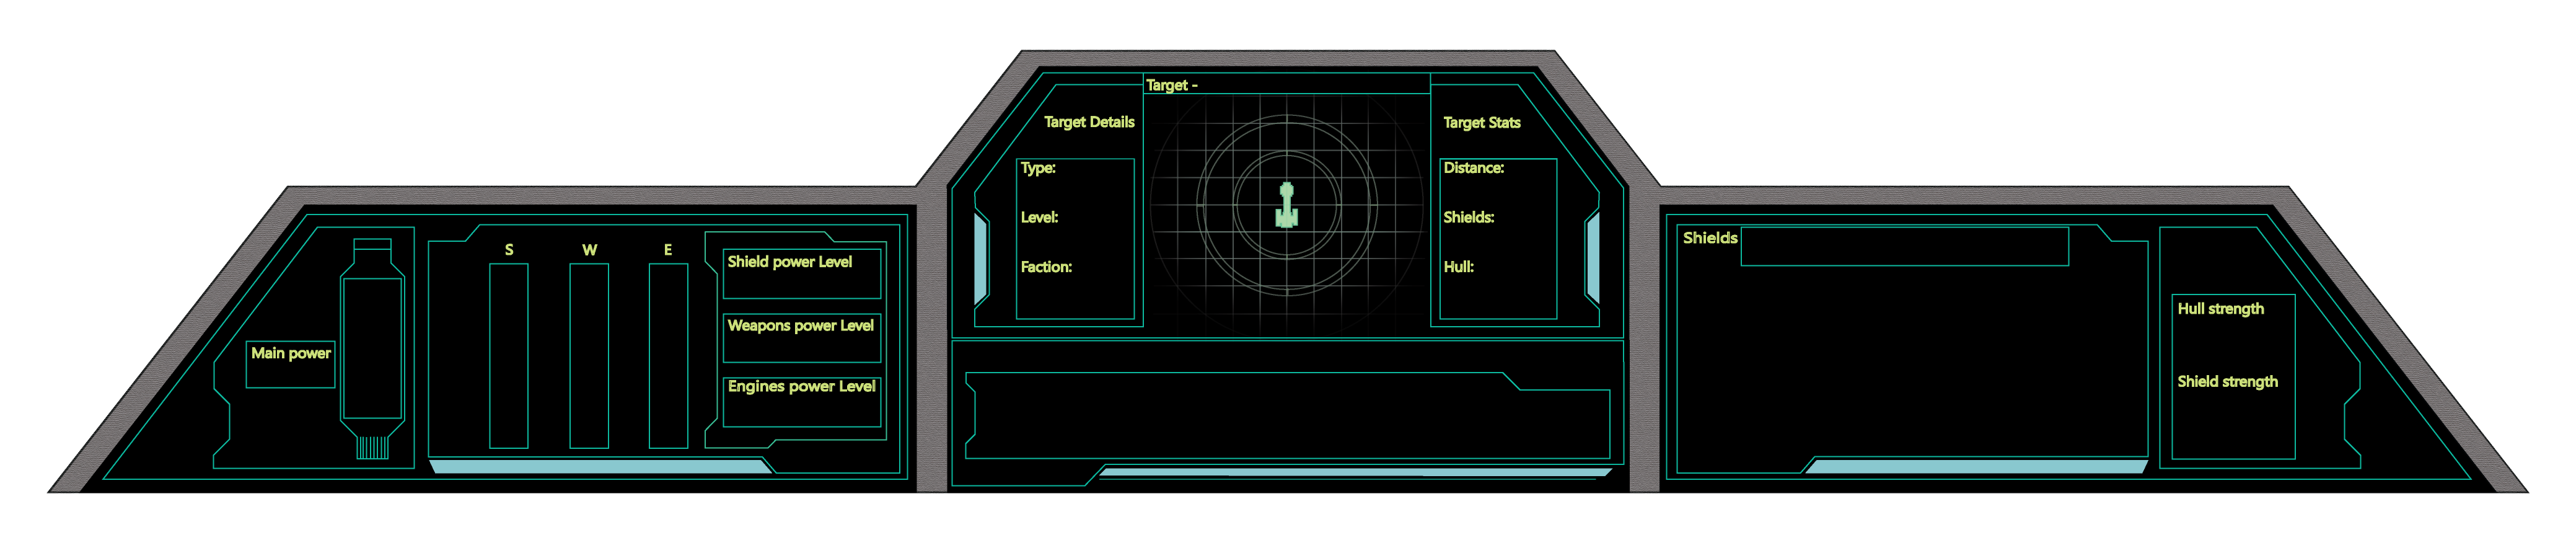 Main power
S W E
Shield power Level
Weapons power Level
Engines power Level
Target -
Target Details
Type:
Level:
Faction:
Target Stats
Distance:
Shields:
Hull:
Shields
Hull strength
Shield strength